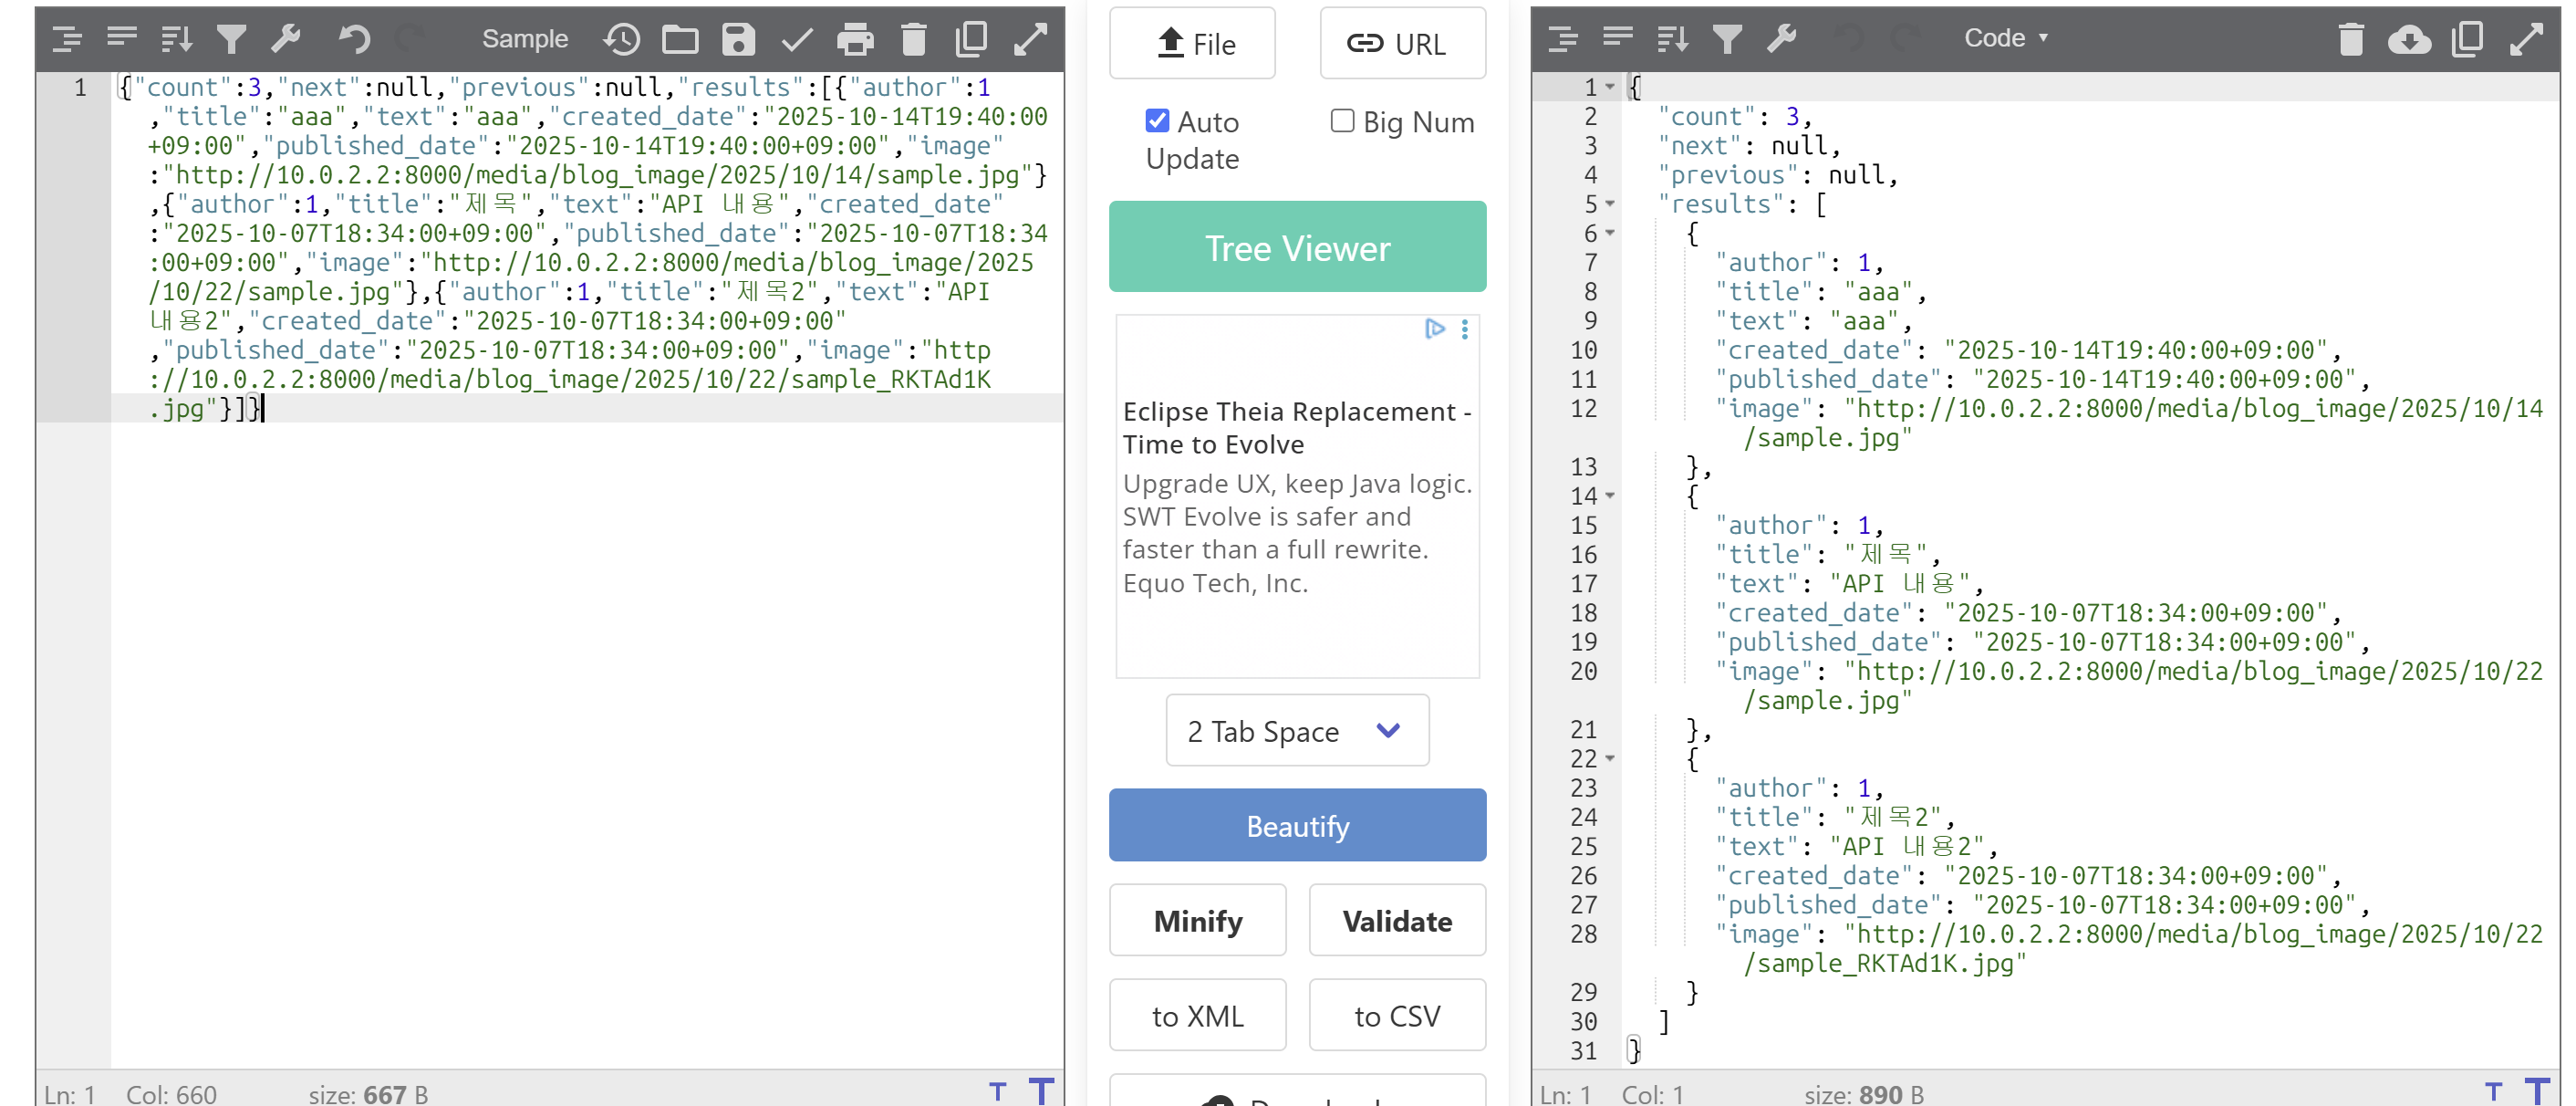 Sample
1
{"count":3,"next":null,"previous":null,"results":[{"author":1
,"title":"aaa","text":"aaa","created_date":"2025-10-14T19:40:00
+09:00","published_date":"2025-10-14T19:40:00+09:00","image"
:"http://10.0.2.2:8000/media/blog_image/2025/10/14/sample.jpg"}
,{"author":1,"title":"제목","text":"API 내용","created_date"
:"2025-10-07T18:34:00+09:00","published_date":"2025-10-07T18:34
:00+09:00","image":"http://10.0.2.2:8000/media/blog_image/2025
/10/22/sample.jpg"},{"author":1,"title":"제목2","text":"API
내용2","created_date":"2025-10-07T18:34:00+09:00"
,"published_date":"2025-10-07T18:34:00+09:00","image":"http
://10.0.2.2:8000/media/blog_image/2025/10/22/sample_RKTAd1K
.jpg"}]}
Ln: 1 Col: 660 size: 667 B T T
File URL
Auto Update
Big Num
Tree Viewer
Eclipse Theia Replacement -
Time to Evolve
Upgrade UX, keep Java logic.
SWT Evolve is safer and
faster than a full rewrite.
Equo Tech, Inc.
2 Tab Space
Beautify
Minify Validate
to XML to CSV
Code
1 {
2 "count": 3,
3 "next": null,
4 "previous": null,
5 "results": [
6 {
7 "author": 1,
8 "title": "aaa",
9 "text": "aaa",
10 "created_date": "2025-10-14T19:40:00+09:00",
11 "published_date": "2025-10-14T19:40:00+09:00",
12 "image": "http://10.0.2.2:8000/media/blog_image/2025/10/14
/sample.jpg"
13 },
14 {
15 "author": 1,
16 "title": "제목",
17 "text": "API 내용",
18 "created_date": "2025-10-07T18:34:00+09:00",
19 "published_date": "2025-10-07T18:34:00+09:00",
20 "image": "http://10.0.2.2:8000/media/blog_image/2025/10/22
/sample.jpg"
21 },
22 {
23 "author": 1,
24 "title": "제목2",
25 "text": "API 내용2",
26 "created_date": "2025-10-07T18:34:00+09:00",
27 "published_date": "2025-10-07T18:34:00+09:00",
28 "image": "http://10.0.2.2:8000/media/blog_image/2025/10/22
/sample_RKTAd1K.jpg"
29 }
30 ]
31 }
Ln: 1 Col: 1 size: 890 B T T